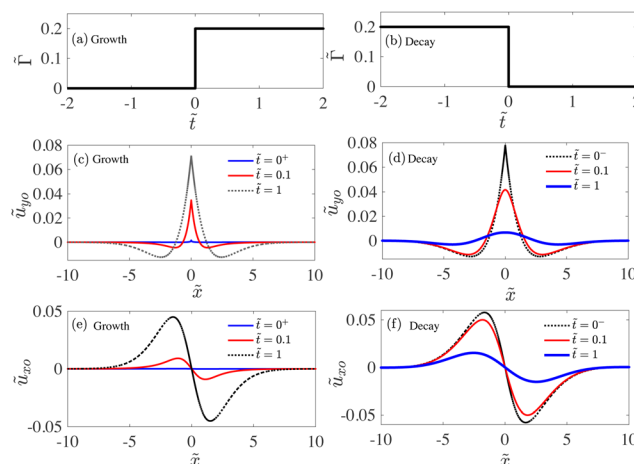 (a) Growth
0.2
0.1
0
Γ̃
-2 -1 0 1 2
t̃
(b) Decay
0.2
0.1
0
Γ̃
-2 -1 0 1 2
t̃
(c) Growth
0.08
0.06
0.04
0.02
0
ũyo
t̃ = 0⁺
t̃ = 0.1
t̃ = 1
-10 -5 0 5 10
x̃
(d) Decay
0.08
0.06
0.04
0.02
0
ũyo
t̃ = 0⁻
t̃ = 0.1
t̃ = 1
-10 -5 0 5 10
x̃
(e) Growth
0.05
0
-0.05
ũxo
t̃ = 0⁺
t̃ = 0.1
t̃ = 1
-10 -5 0 5 10
x̃
(f) Decay
0.05
0
-0.05
ũxo
t̃ = 0⁻
t̃ = 0.1
t̃ = 1
-10 -5 0 5 10
x̃